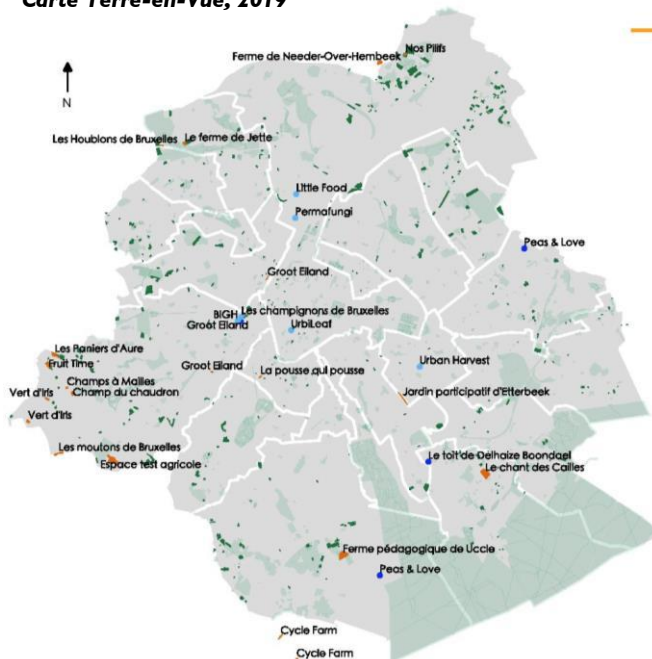 Carte Terre-en-Vue, 2019
Nos Pilifs
Ferme de Needer-Over-Hembeek
N
Les Houblons de Bruxelles
Le ferme de Jette
Little Food
Permafungi
Peas & Love
Groot Eiland
BIGH
Les champignons de Bruxelles
Groot Eiland
UrbiLeaf
Les Paniers d'Aure
Fruit Time
Groot Eiland
La pousse qui pousse
Urban Harvest
Champs à Mailles
Vert d'Iris
Champ du chaudron
Jardin participatif d'Etterbeek
Vert d'Iris
Les moutons de Bruxelles
Espace test agricole
Le toit de Delhaize Boondael
Le chant des Cailles
Ferme pédagogique de Uccle
Peas & Love
Cycle Farm
Cycle Farm